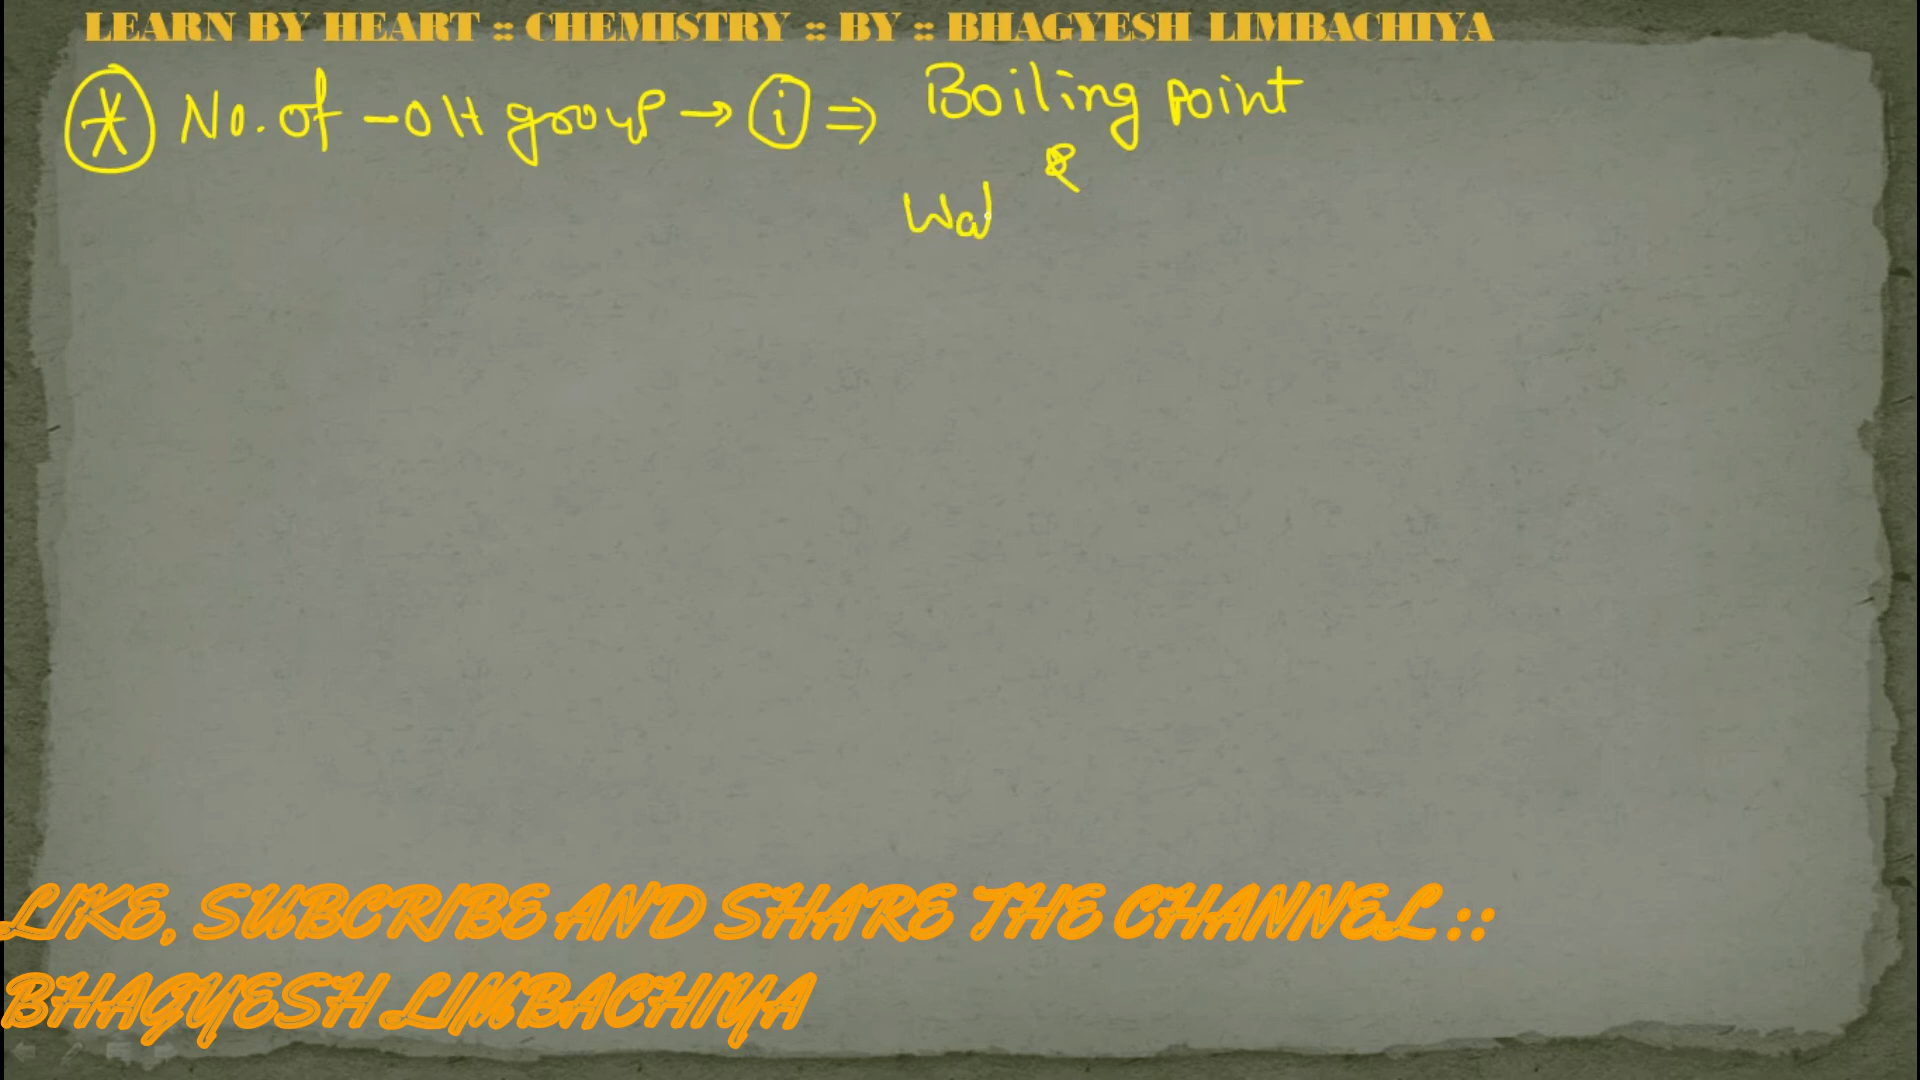 LEARN BY HEART :: CHEMISTRY :: BY :: BHAGYESH LIMBACHIYA
* No. of -OH group → i ⇒ Boiling point
&
Wa
LIKE, SUBCRIBE AND SHARE THE CHANNEL ::
BHAGYESH LIMBACHIYA